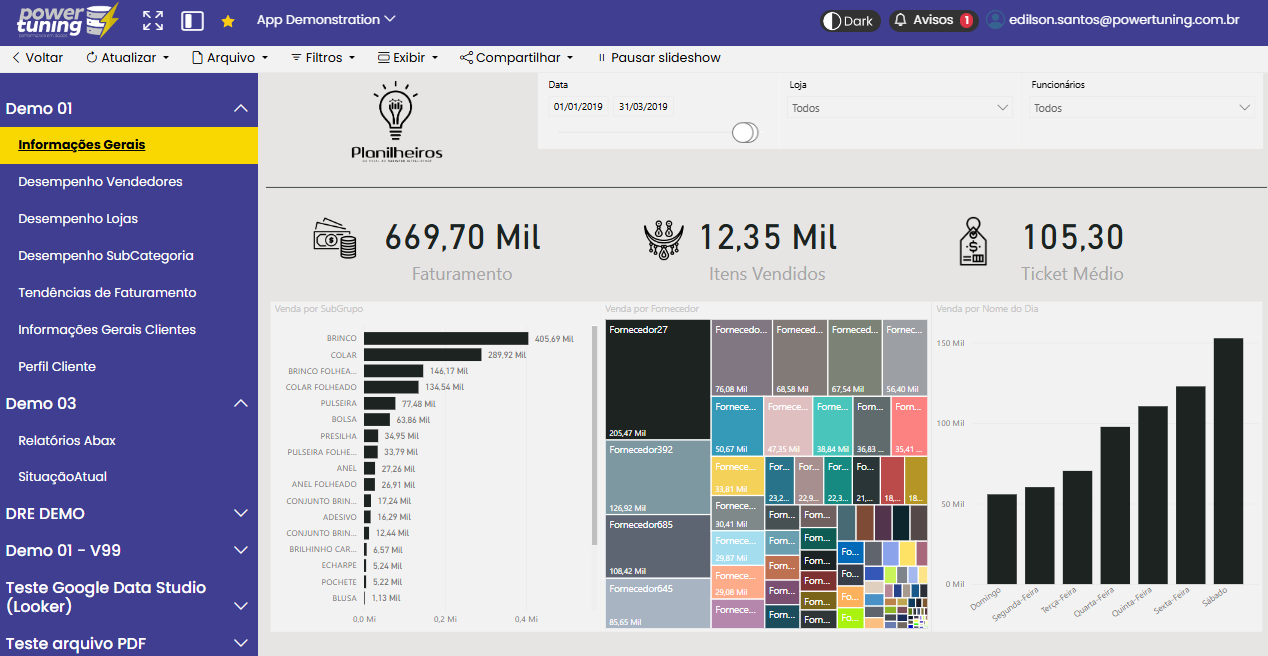 power tuning
App Demonstration
Dark
Avisos 1
edilson.santos@powertuning.com.br
Voltar
Atualizar
Arquivo
Filtros
Exibir
Compartilhar
Pausar slideshow
Demo 01
Informações Gerais
Desempenho Vendedores
Desempenho Lojas
Desempenho SubCategoria
Tendências de Faturamento
Informações Gerais Clientes
Perfil Cliente
Demo 03
Relatórios Abax
SituaçãoAtual
DRE DEMO
Demo 01 - V99
Teste Google Data Studio
(Looker)
Teste arquivo PDF
Planilheiros
Data
01/01/2019 31/03/2019
Loja
Todos
Funcionários
Todos
669,70 Mil
Faturamento
12,35 Mil
Itens Vendidos
105,30
Ticket Médio
Venda por SubGrupo
BRINCO 405,69 Mil
COLAR 289,92 Mil
BRINCO FOLHEA... 146,17 Mil
COLAR FOLHEADO 134,54 Mil
PULSEIRA 77,48 Mil
BOLSA 63,86 Mil
PRESILHA 34,95 Mil
PULSEIRA FOLHE... 33,79 Mil
ANEL 27,26 Mil
ANEL FOLHEADO 26,91 Mil
CONJUNTO BRIN... 17,24 Mil
ADESIVO 16,29 Mil
CONJUNTO BRIN... 12,44 Mil
BRILHINHO CAR... 6,57 Mil
ECHARPE 5,24 Mil
POCHETE 5,22 Mil
BLUSA 1,13 Mil
0,0 Mi 0,2 Mi 0,4 Mi
Venda por Fornecedor
Fornecedor27
205,47 Mil
Fornecedor392
126,92 Mil
Fornecedor685
108,42 Mil
Fornecedor645
85,65 Mil
Fornecedo...
76,08 Mil
Forneced...
68,58 Mil
Forneced...
67,54 Mil
Fornec...
56,40 Mil
Fornece...
50,67 Mil
Fornece...
47,35 Mil
Forne...
38,84 Mil
Forn...
36,83 ...
Forn...
35,41 ...
Fornece...
33,81 Mil
Fornece...
30,41 Mil
Fornece...
29,87 Mil
Fornece...
29,08 Mil
Fornece...
For...
23,2...
For...
22,9...
For...
22,3...
Fo...
21,...
18,...
18...
Forn...
Forn...
Forn...
Forn...
Forn...
Forn...
Forn...
Forn...
Forn...
Forn...
Fo...
Fo...
Fo...
Fo...
Venda por Nome do Dia
150 Mil
100 Mil
50 Mil
0 Mil
Domingo
Segunda-Feira
Terça-Feira
Quarta-Feira
Quinta-Feira
Sexta-Feira
Sábado